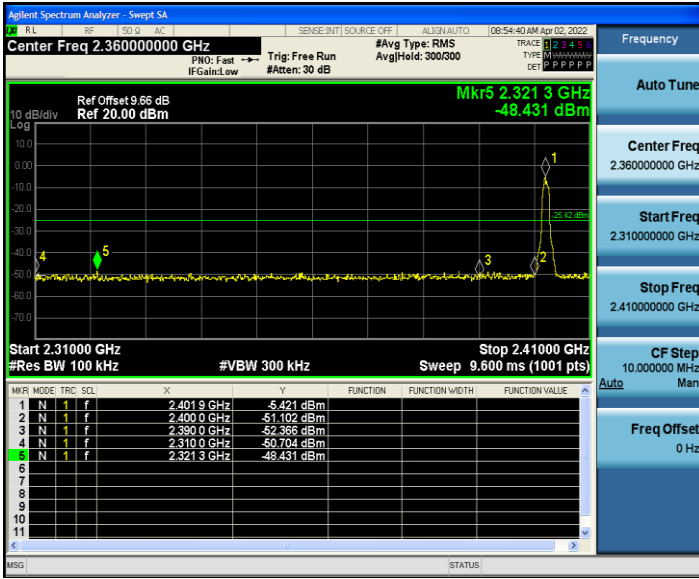 Agilent Spectrum Analyzer - Swept SA
RL RF 50 Ω AC SENSE:INT SOURCE OFF ALIGN AUTO 08:54:40 AM Apr 02, 2022
Center Freq 2.360000000 GHz
PNO: Fast
IFGain:Low
Trig: Free Run
#Atten: 30 dB
#Avg Type: RMS
Avg|Hold: 300/300
TRACE 1 2 3 4 5 6
TYPE M
DET P P P P P P
Ref Offset 9.66 dB
10 dB/div Ref 20.00 dBm
Log
Mkr5 2.321 3 GHz
-48.431 dBm
10.0
0.00
-10.0
-20.0
-30.0
-40.0
-50.0
-60.0
-70.0
-25.42 dBm
1
2
3
4
5
Start 2.31000 GHz Stop 2.41000 GHz
#Res BW 100 kHz #VBW 300 kHz Sweep 9.600 ms (1001 pts)
MKR MODE TRC SCL X Y FUNCTION FUNCTION WIDTH FUNCTION VALUE
1 N 1 f 2.401 9 GHz -5.421 dBm
2 N 1 f 2.400 0 GHz -51.102 dBm
3 N 1 f 2.390 0 GHz -52.366 dBm
4 N 1 f 2.310 0 GHz -50.704 dBm
5 N 1 f 2.321 3 GHz -48.431 dBm
6
7
8
9
10
11
MSG STATUS
Frequency
Auto Tune
Center Freq
2.360000000 GHz
Start Freq
2.310000000 GHz
Stop Freq
2.410000000 GHz
CF Step
10.000000 MHz
Auto Man
Freq Offset
0 Hz